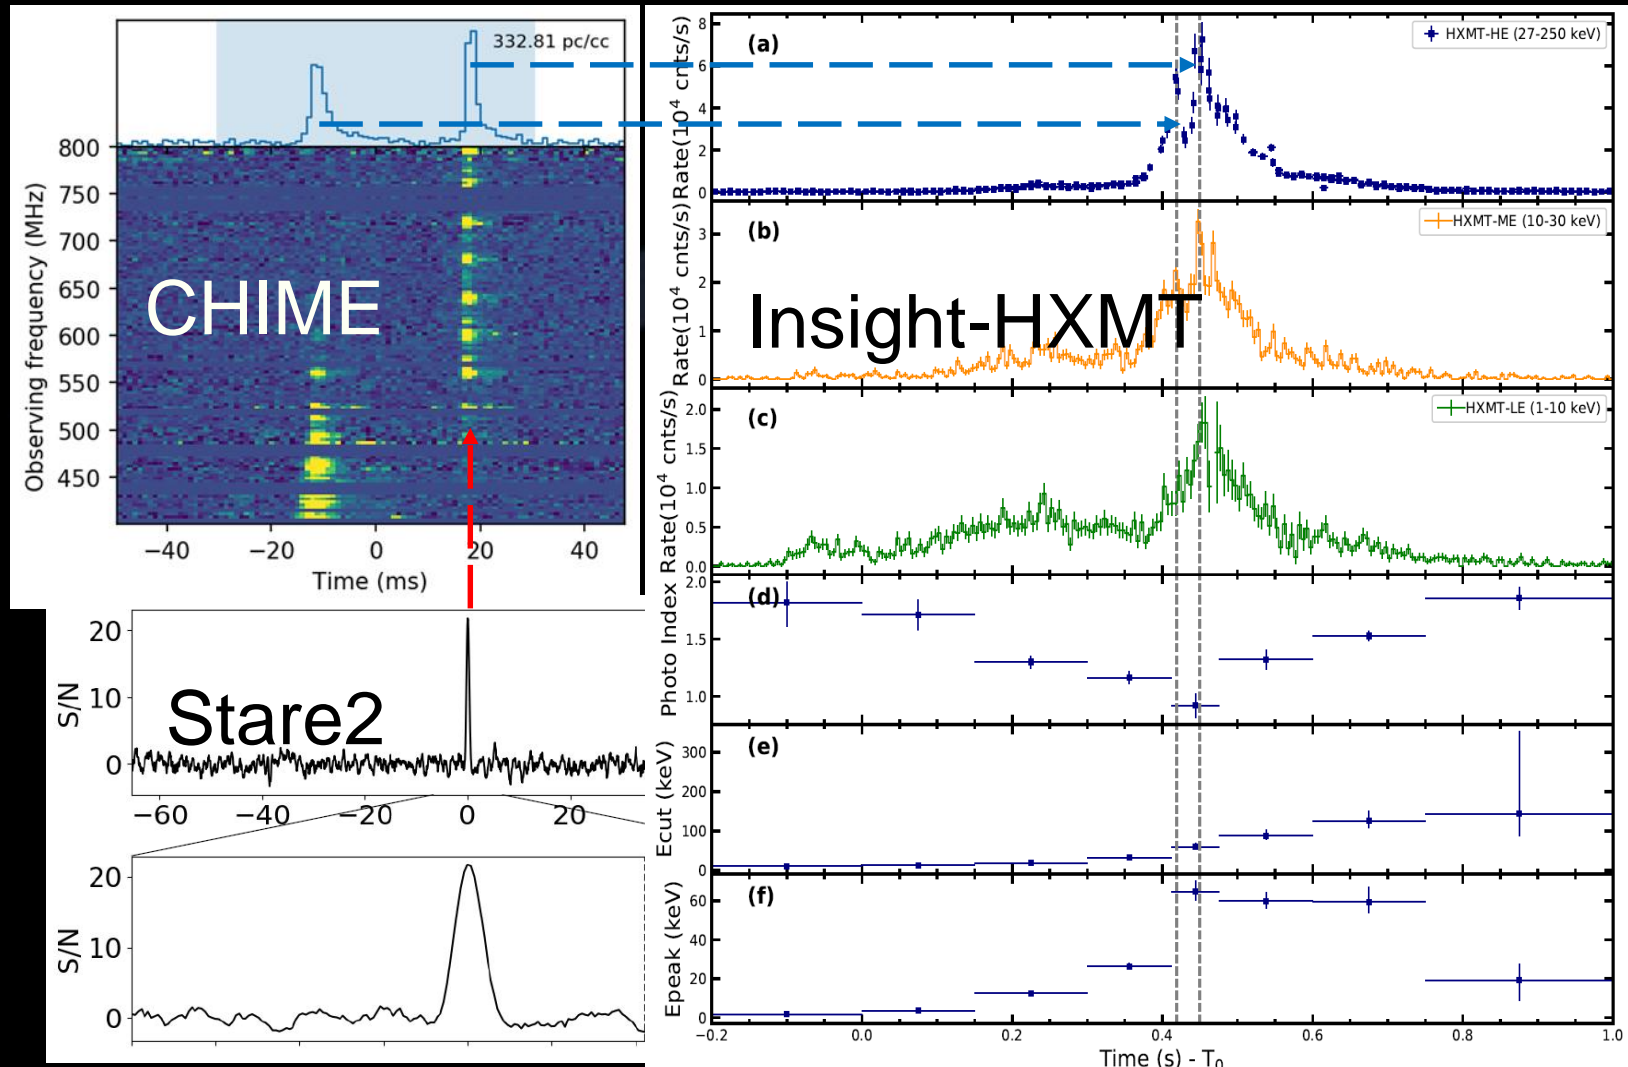 332.81 pc/cc
800
750
700
650
600
550
500
450
Observing frequency (MHz)
CHIME
−40
−20
0
20
40
Time (ms)
20
10
0
S/N
Stare2
−60
−40
−20
0
20
20
10
0
S/N
(a)
HXMT-HE (27-250 keV)
8
6
4
2
0
Rate(10⁴ cnts/s)
(b)
HXMT-ME (10-30 keV)
3
2
1
0
Rate(10⁴ cnts/s)
Insight-HXMT
(c)
HXMT-LE (1-10 keV)
2.0
1.5
1.0
0.5
0.0
Rate(10⁴ cnts/s)
(d)
2.0
1.5
1.0
Photo Index
(e)
300
200
100
0
Ecut (keV)
(f)
60
40
20
0
Epeak (keV)
−0.2
0.0
0.2
0.4
0.6
0.8
1.0
Time (s) - T₀